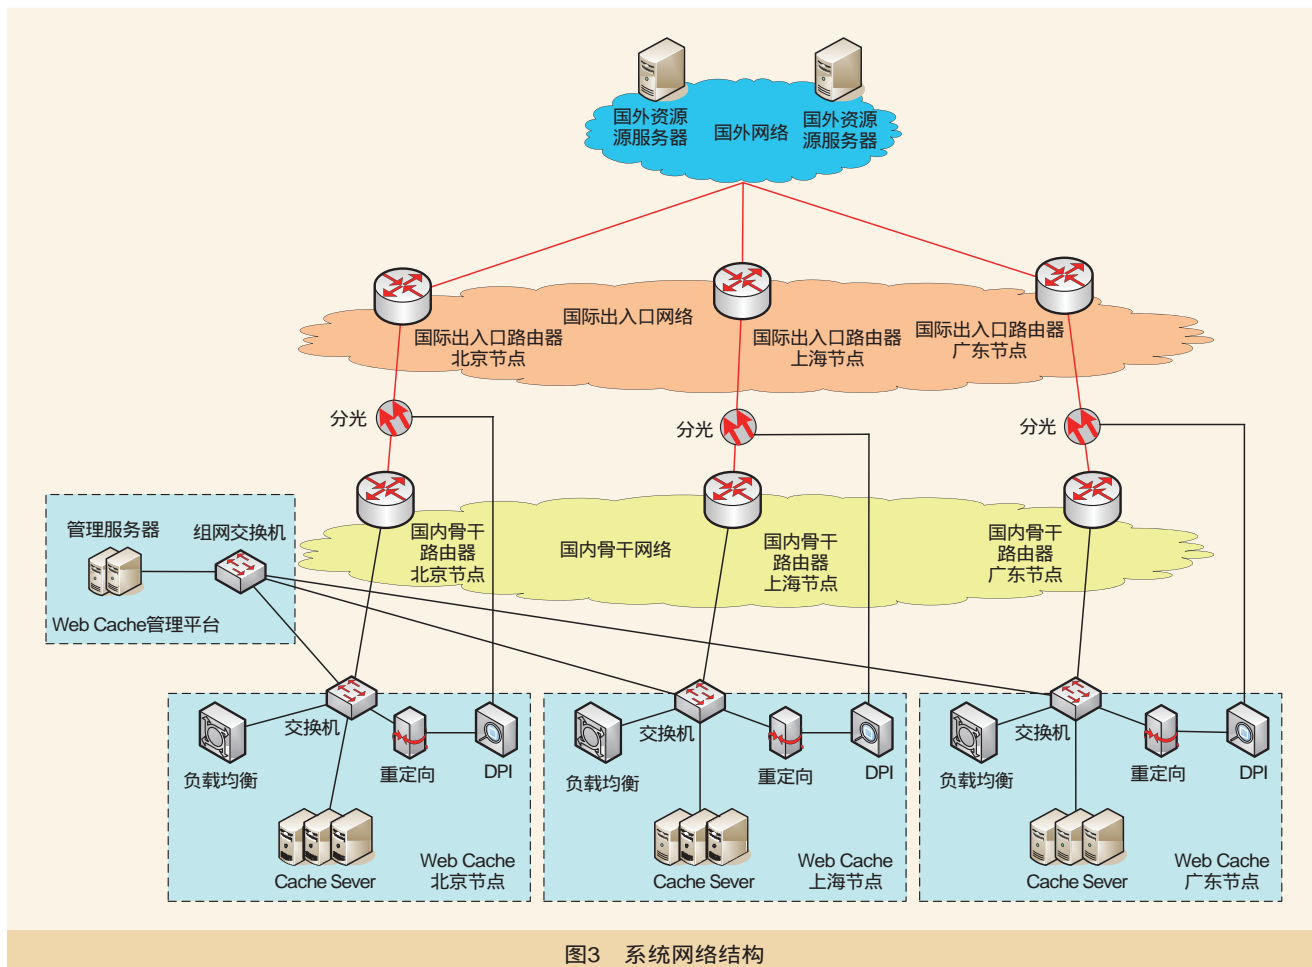 国外资源
源服务器
国外网络
国外资源
源服务器
国际出入口网络
国际出入口路由器
北京节点
国际出入口路由器
上海节点
国际出入口路由器
广东节点
分光
分光
分光
管理服务器
组网交换机
Web Cache管理平台
国内骨干
路由器
北京节点
国内骨干网络
国内骨干
路由器
上海节点
国内骨干
路由器
广东节点
交换机
负载均衡
重定向
DPI
Cache Sever
Web Cache
北京节点
交换机
负载均衡
重定向
DPI
Cache Sever
Web Cache
上海节点
交换机
负载均衡
重定向
DPI
Cache Sever
Web Cache
广东节点
图3 系统网络结构